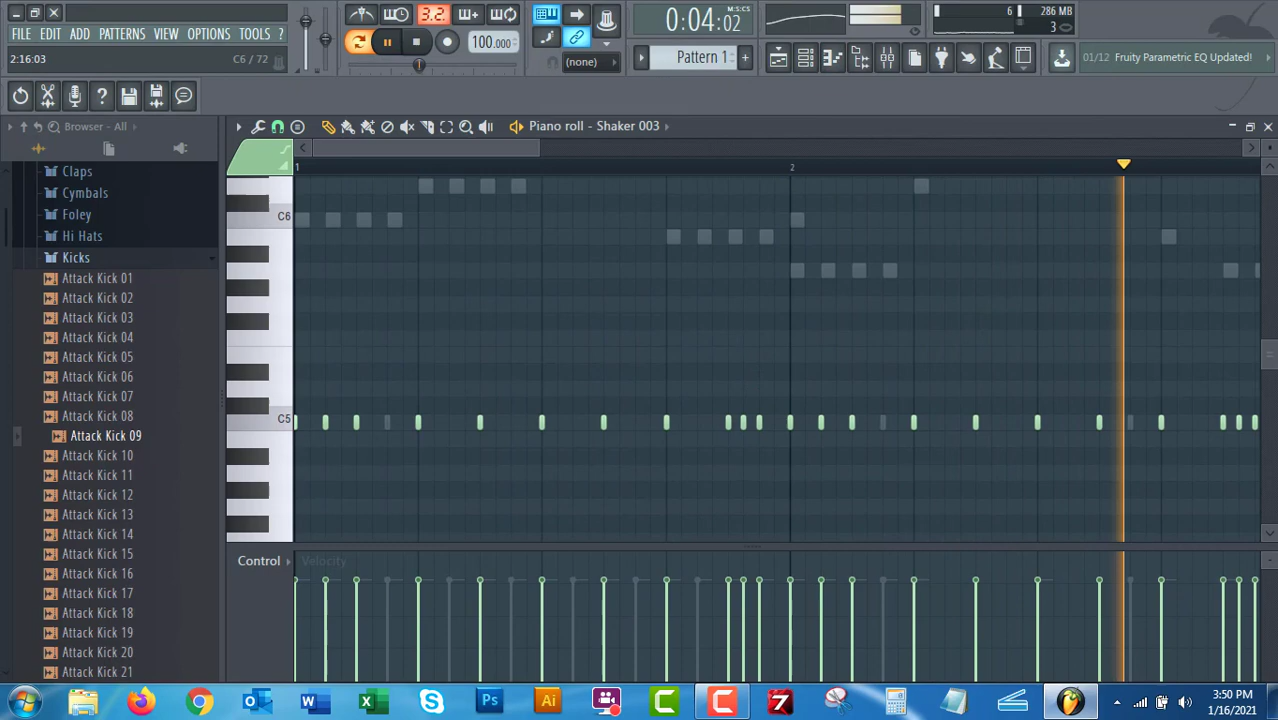 3.2.
0:04:02
M:S:CS
6
286 MB
3
FILE EDIT ADD PATTERNS VIEW OPTIONS TOOLS ?
100.000
2:16:03
C6 / 72
(none)
Pattern 1
01/12 Fruity Parametric EQ Updated!
Browser - All
Piano roll - Shaker 003
1
2
Claps
Cymbals
Foley
Hi Hats
Kicks
Attack Kick 01
Attack Kick 02
Attack Kick 03
Attack Kick 04
Attack Kick 05
Attack Kick 06
Attack Kick 07
Attack Kick 08
Attack Kick 09
Attack Kick 10
Attack Kick 11
Attack Kick 12
Attack Kick 13
Attack Kick 14
Attack Kick 15
Attack Kick 16
Attack Kick 17
Attack Kick 18
Attack Kick 19
Attack Kick 20
Attack Kick 21
C6
C5
Control
Velocity
Ps
Ai
3:50 PM
1/16/2021